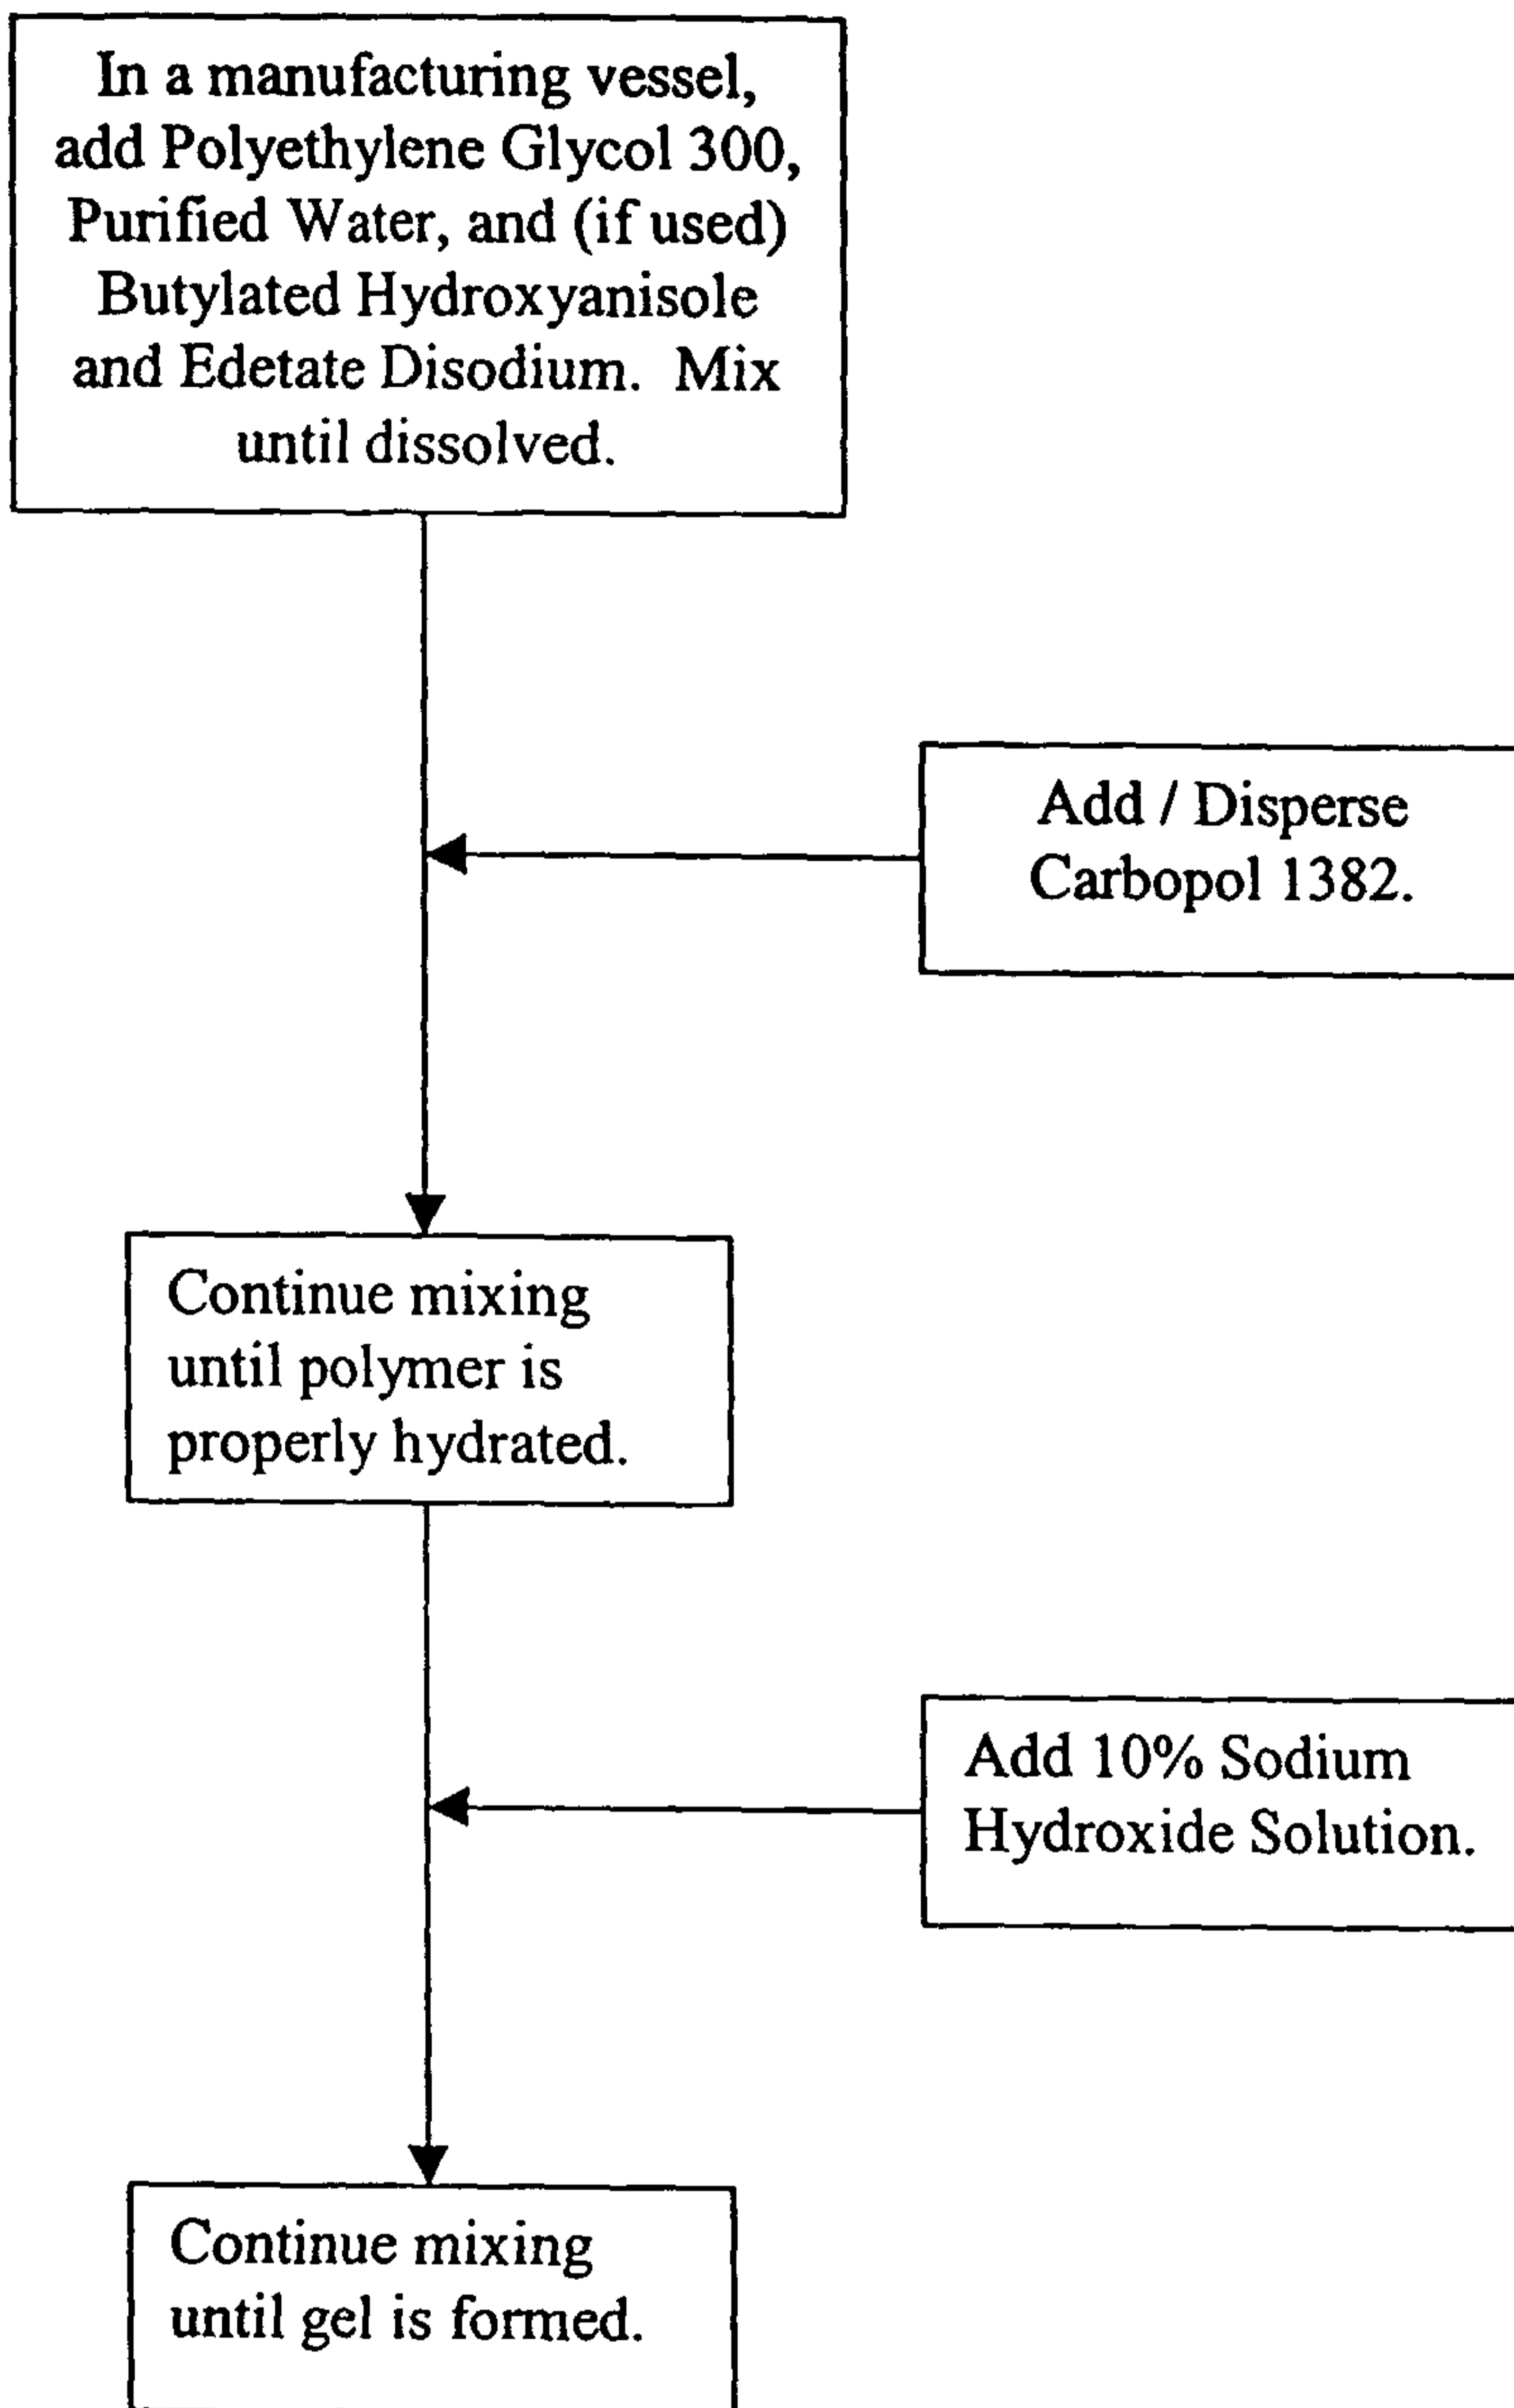 In a manufacturing vessel,
add Polyethylene Glycol 300,
Purified Water, and (if used)
Butylated Hydroxyanisole
and Edetate Disodium. Mix
until dissolved.
Add / Disperse
Carbopol 1382.
Continue mixing
until polymer is
properly hydrated.
Add 10% Sodium
Hydroxide Solution.
Continue mixing
until gel is formed.